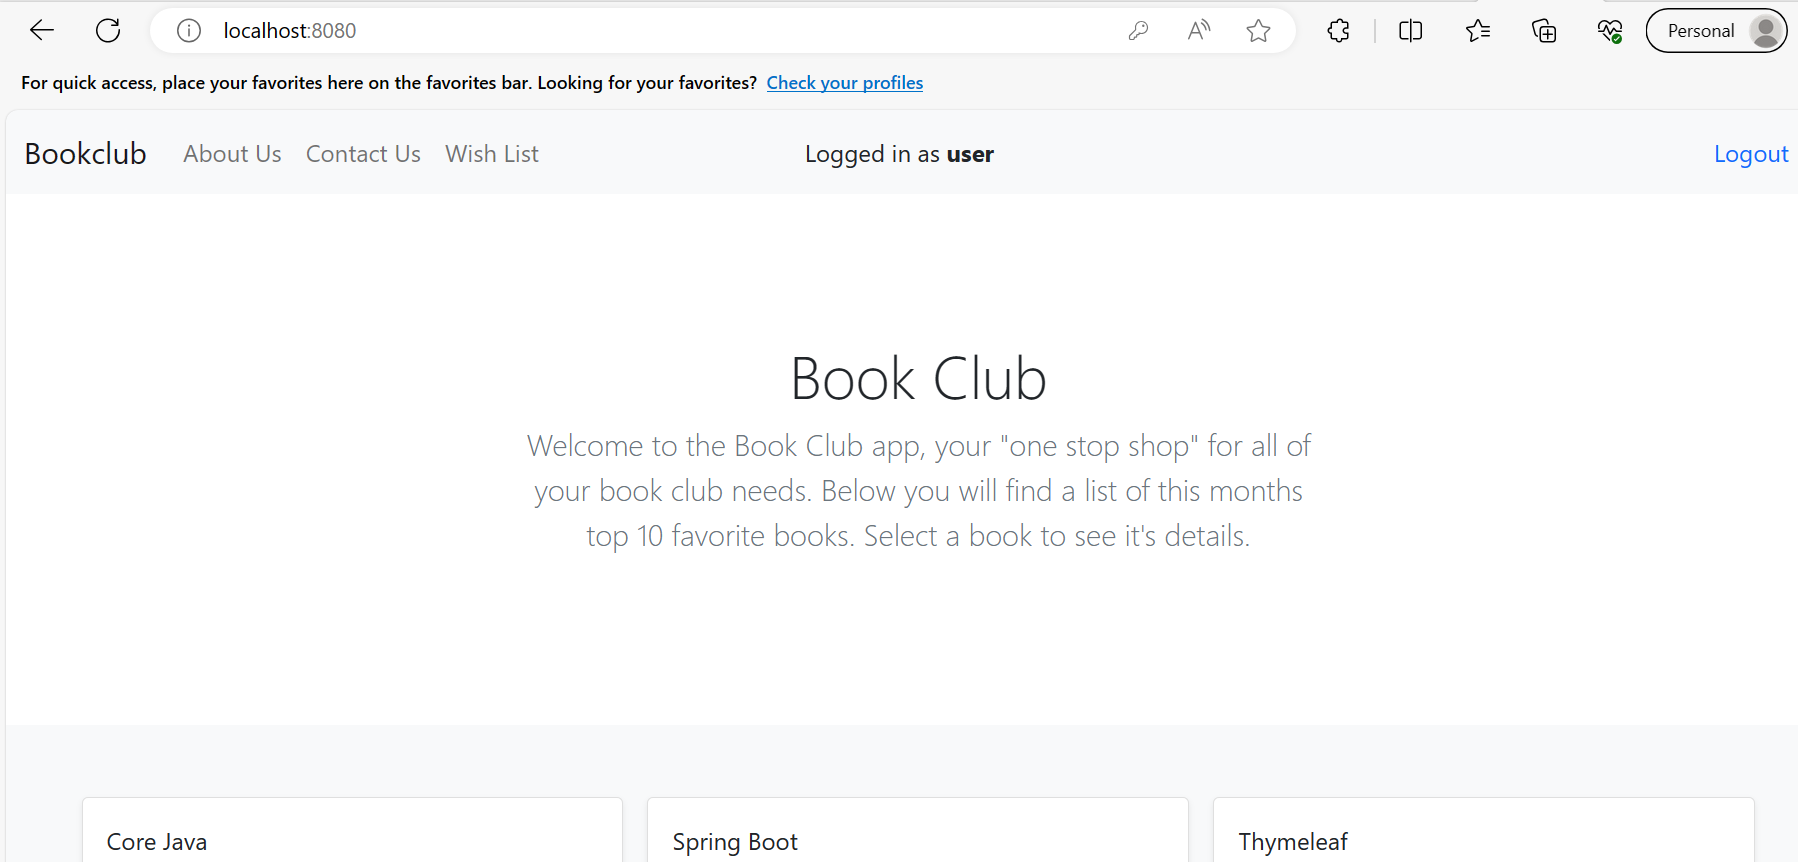 localhost:8080
Personal
For quick access, place your favorites here on the favorites bar. Looking for your favorites? Check your profiles
Bookclub About Us Contact Us Wish List Logged in as user Logout
Book Club
Welcome to the Book Club app, your "one stop shop" for all of
your book club needs. Below you will find a list of this months
top 10 favorite books. Select a book to see it's details.
Core Java
Spring Boot
Thymeleaf